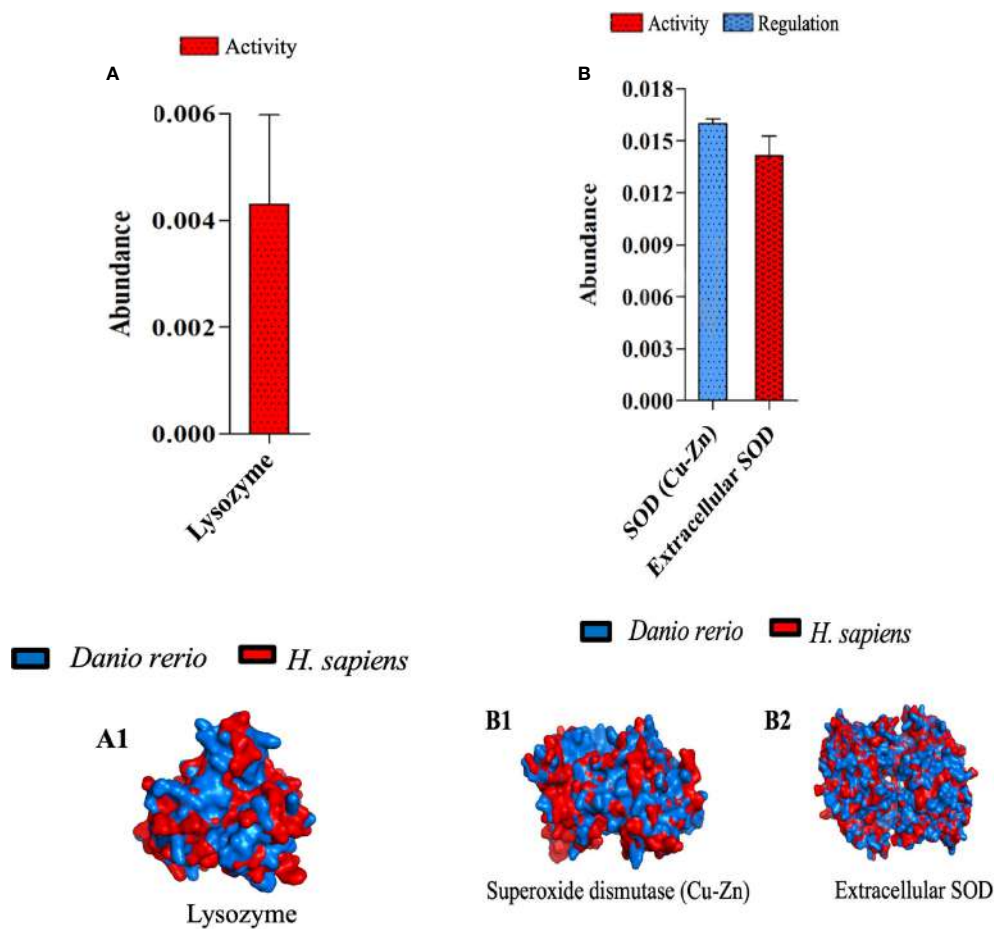 Activity
A
0.006
0.004
0.002
0.000
Abundance
Lysozyme
Activity Regulation
B
0.018
0.015
0.012
0.009
0.006
0.003
0.000
Abundance
SOD (Cu-Zn)
Extracellular SOD
Danio rerio H. sapiens
A1
Lysozyme
Danio rerio H. sapiens
B1
Superoxide dismutase (Cu-Zn)
B2
Extracellular SOD